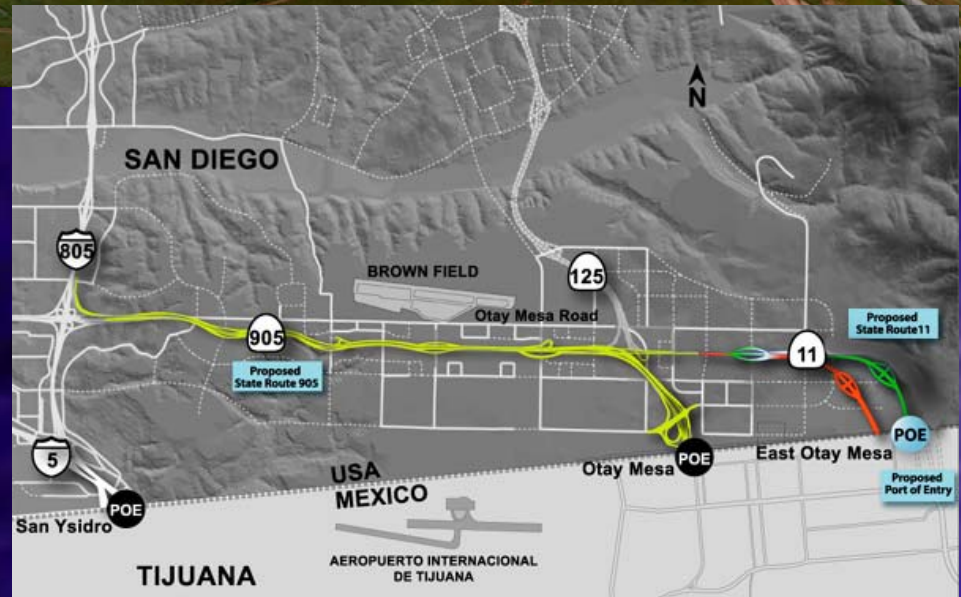 N
SAN DIEGO
805
BROWN FIELD
125
Otay Mesa Road
Proposed
State Route11
905
11
Proposed
State Route 905
5
POE
San Ysidro
USA
MEXICO
Otay Mesa
POE
East Otay Mesa
POE
Proposed
Port of Entry
AEROPUERTO INTERNACIONAL
DE TIJUANA
TIJUANA